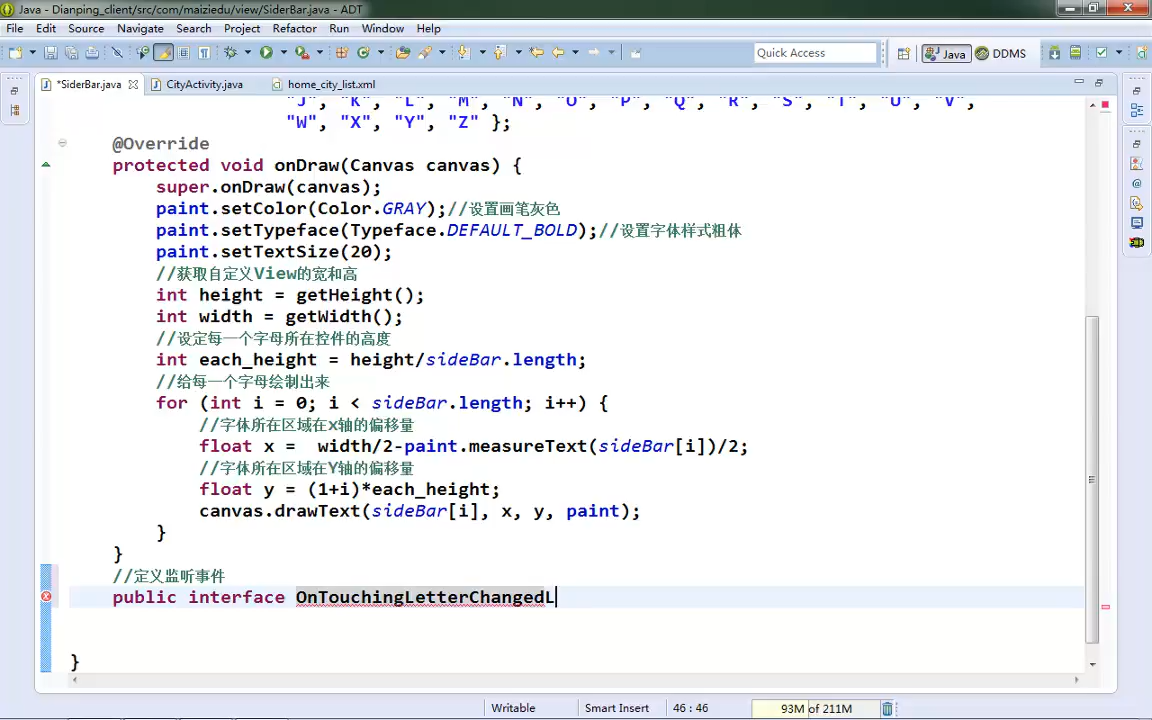 Java - Dianping_client/src/com/maiziedu/view/SiderBar.java - ADT
File Edit Source Navigate Search Project Refactor Run Window Help
Quick Access Java DDMS
*SiderBar.java CityActivity.java home_city_list.xml
"J", "K", "L", "M", "N", "O", "P", "Q", "R", "S", "T", "U", "V",
"W", "X", "Y", "Z" };
@Override
protected void onDraw(Canvas canvas) {
super.onDraw(canvas);
paint.setColor(Color.GRAY);//设置画笔灰色
paint.setTypeface(Typeface.DEFAULT_BOLD);//设置字体样式粗体
paint.setTextSize(20);
//获取自定义View的宽和高
int height = getHeight();
int width = getWidth();
//设定每一个字母所在控件的高度
int each_height = height/sideBar.length;
//给每一个字母绘制出来
for (int i = 0; i < sideBar.length; i++) {
//字体所在区域在x轴的偏移量
float x =  width/2-paint.measureText(sideBar[i])/2;
//字体所在区域在Y轴的偏移量
float y = (1+i)*each_height;
canvas.drawText(sideBar[i], x, y, paint);
}
}
//定义监听事件
public interface OnTouchingLetterChangedL
}
Writable Smart Insert 46 : 46 93M of 211M